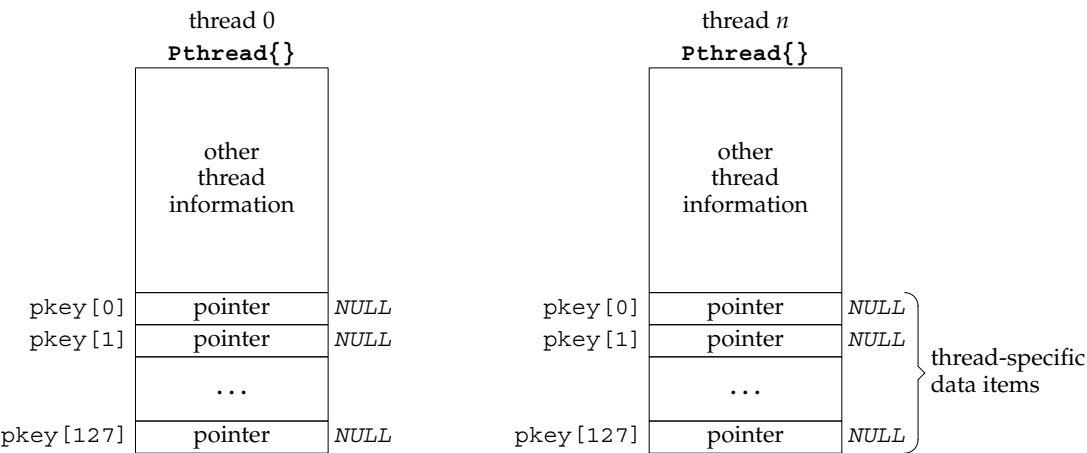 thread 0
Pthread{}
other
thread
information
pkey[0] pointer NULL
pkey[1] pointer NULL
...
pkey[127] pointer NULL
thread n
Pthread{}
other
thread
information
pkey[0] pointer NULL
pkey[1] pointer NULL
...
pkey[127] pointer NULL
thread-specific
data items